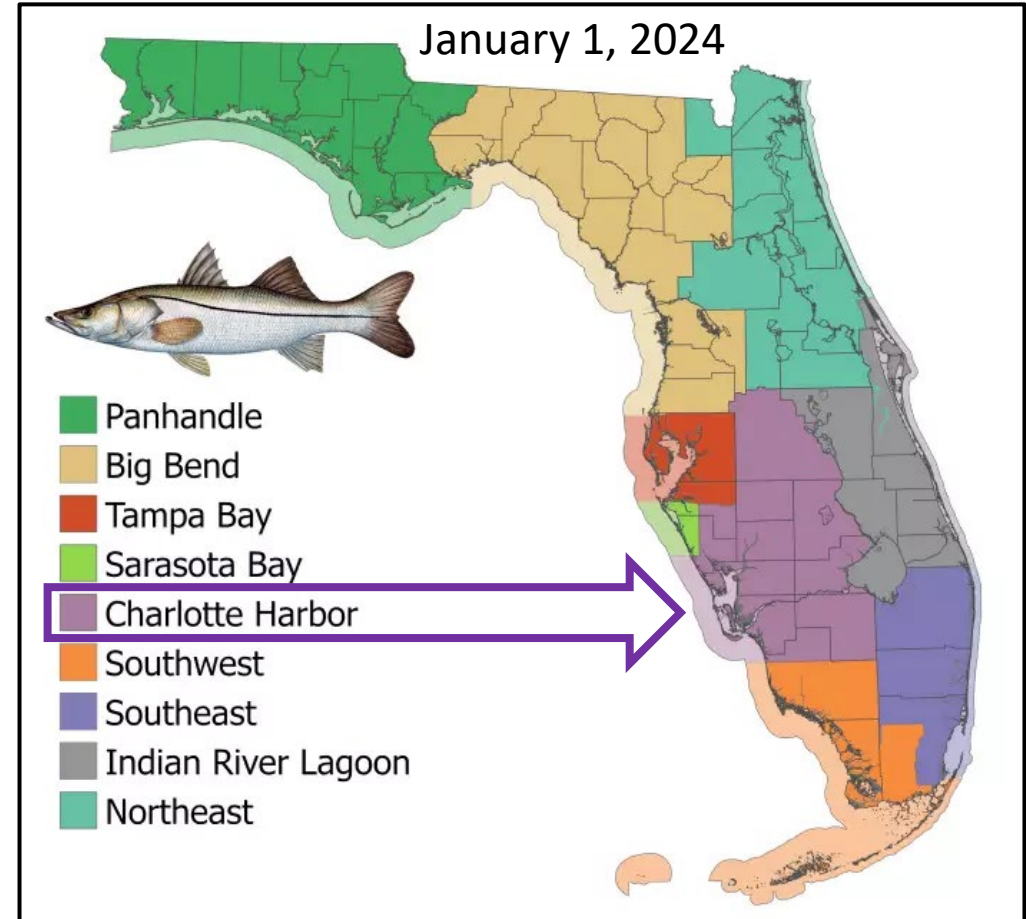 January 1, 2024
Panhandle
Big Bend
Tampa Bay
Sarasota Bay
Charlotte Harbor
Southwest
Southeast
Indian River Lagoon
Northeast